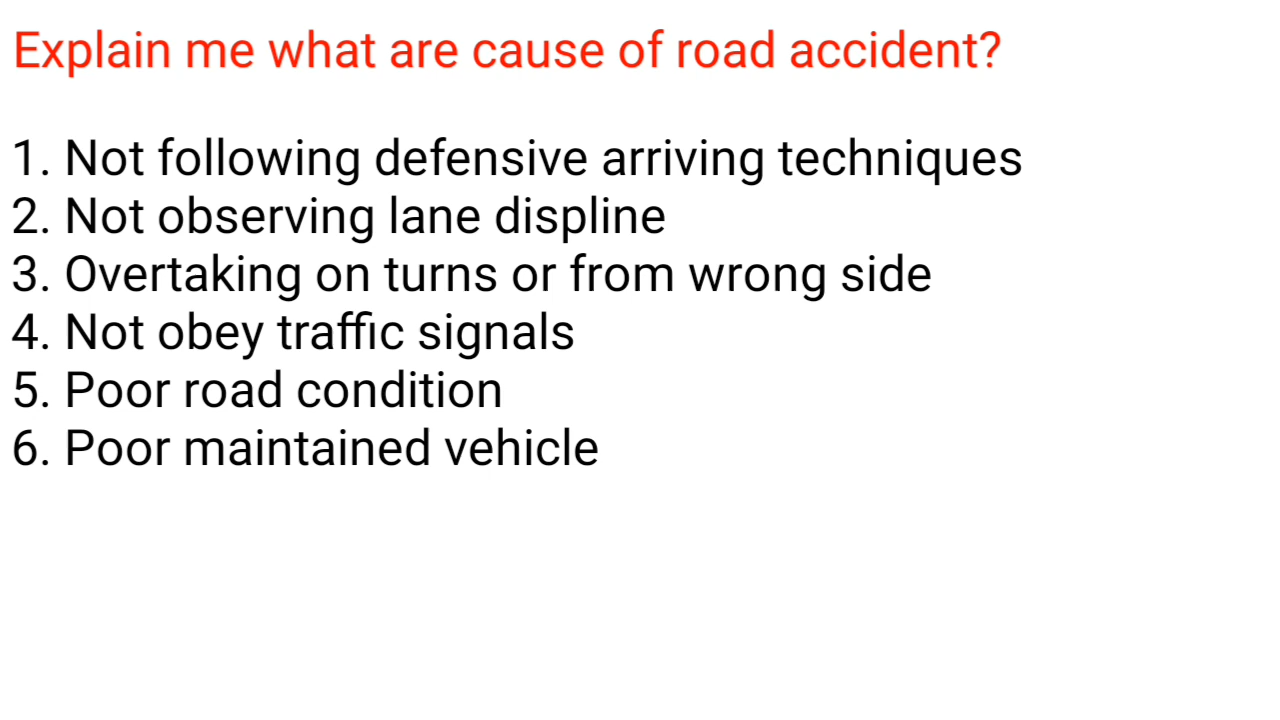 Explain me what are cause of road accident?
1. Not following defensive arriving techniques
2. Not observing lane displine
3. Overtaking on turns or from wrong side
4. Not obey traffic signals
5. Poor road condition
6. Poor maintained vehicle